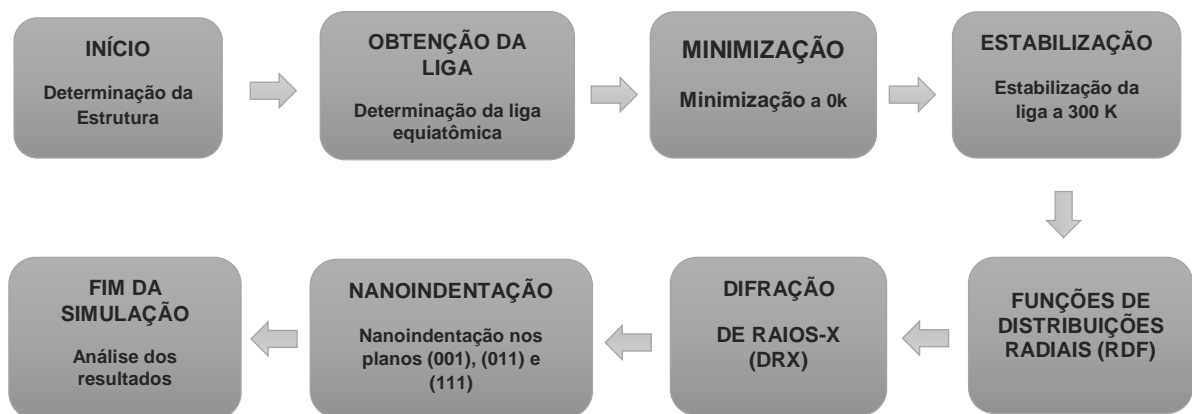 INÍCIO
Determinação da
Estrutura
OBTENÇÃO DA
LIGA
Determinação da liga
equiatômica
MINIMIZAÇÃO
Minimização a 0k
ESTABILIZAÇÃO
Estabilização da
liga a 300 K
FUNÇÕES DE
DISTRIBUIÇÕES
RADIAIS (RDF)
DIFRAÇÃO
DE RAIOS-X
(DRX)
NANOINDENTAÇÃO
Nanoindentação nos
planos (001), (011) e
(111)
FIM DA
SIMULAÇÃO
Análise dos
resultados